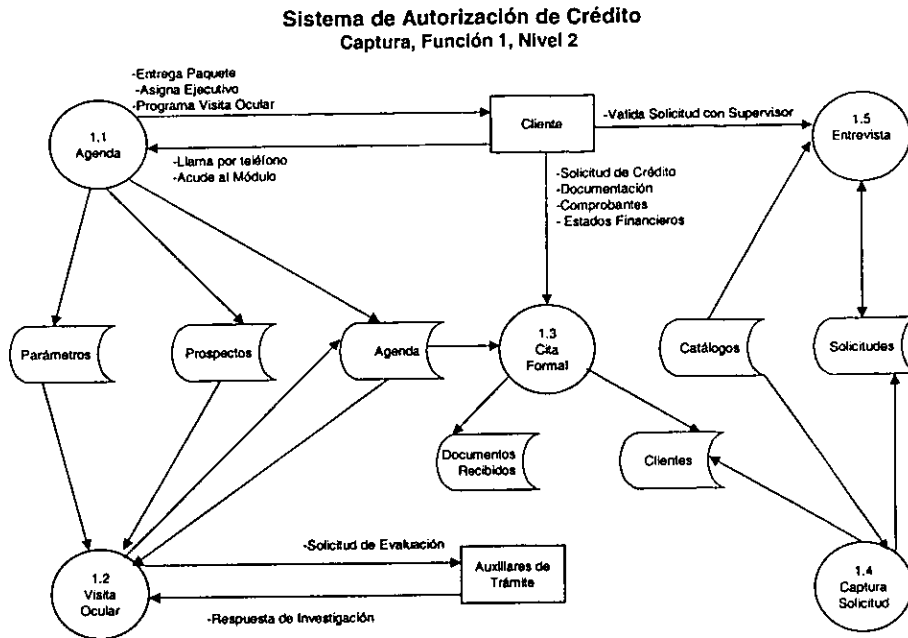 Sistema de Autorización de Crédito
Captura, Función 1, Nivel 2
-Entrega Paquete
-Asigna Ejecutivo
-Programa Visita Ocular
1.1
Agenda
Cliente
-Valida Solicitud con Supervisor
1.5
Entrevista
-Llama por teléfono
-Acude al Módulo
-Solicitud de Crédito
-Documentación
-Comprobantes
- Estados Financieros
Parámetros
Prospectos
Agenda
1.3
Cita
Formal
Catálogos
Solicitudes
Documentos
Recibidos
Clientes
-Solicitud de Evaluación
1.2
Visita
Ocular
Auxiliares de
Trámite
1.4
Captura
Solicitud
-Respuesta de Investigación